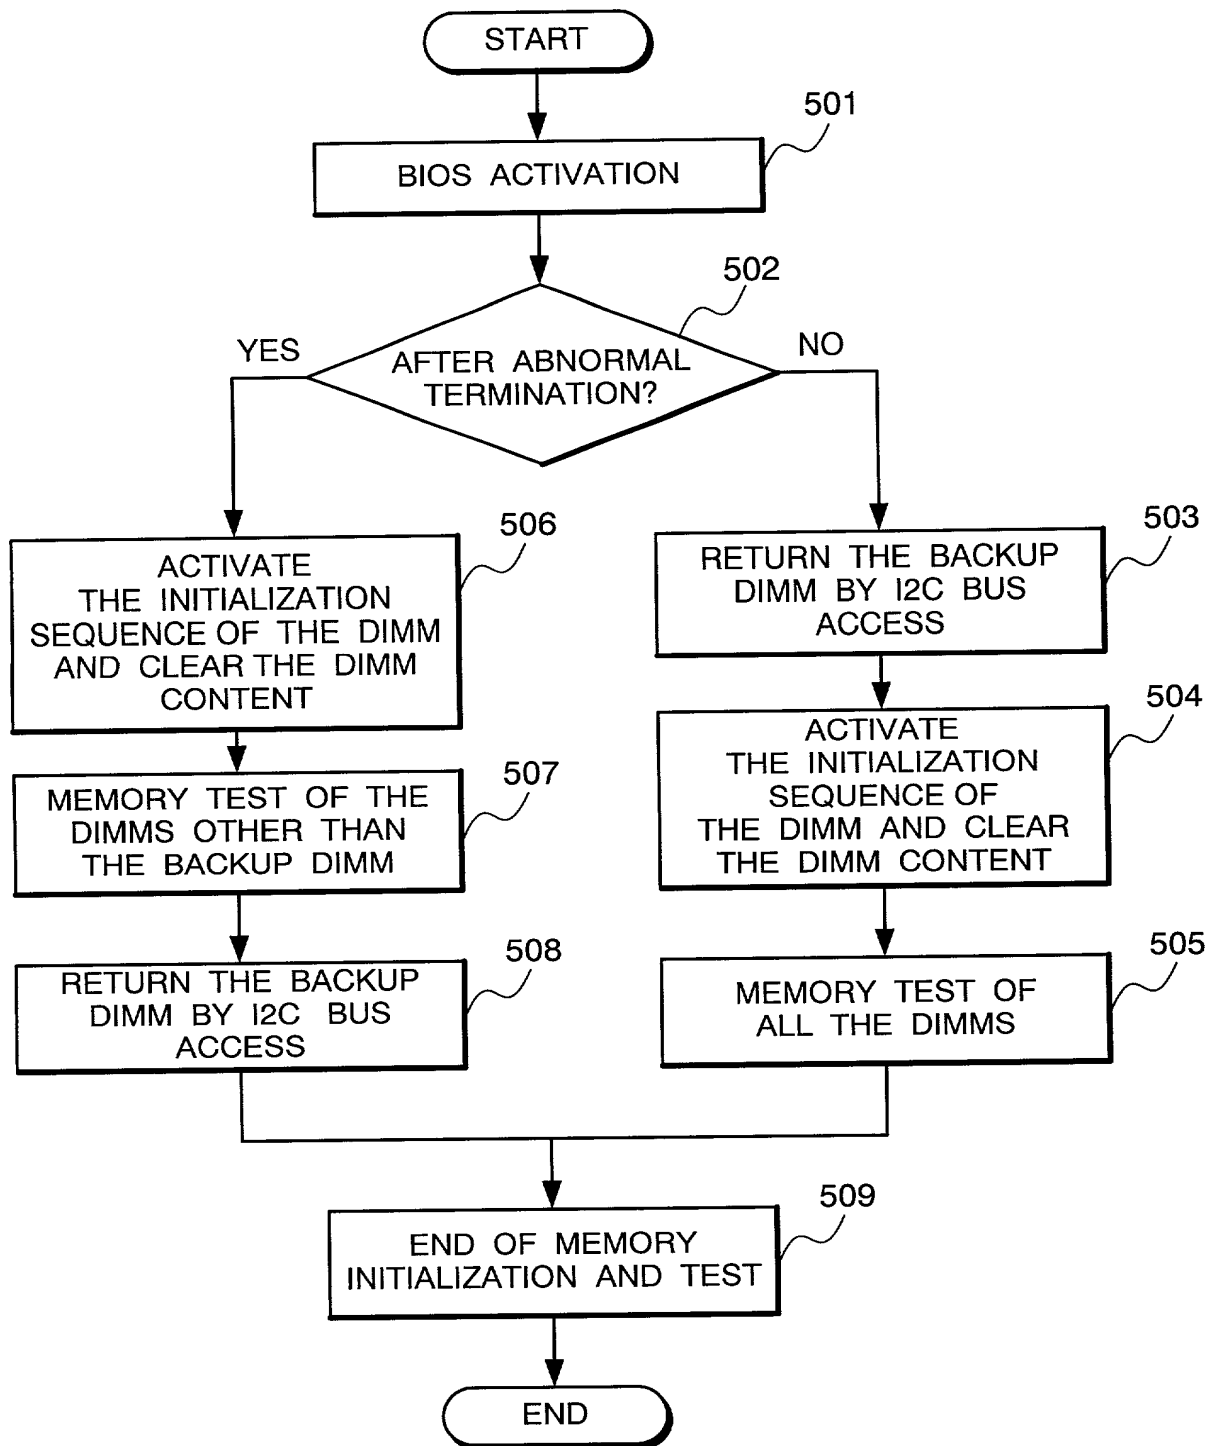 START
501
BIOS ACTIVATION
502
YES
AFTER ABNORMAL
TERMINATION?
NO
506
ACTIVATE
THE INITIALIZATION
SEQUENCE OF THE DIMM
AND CLEAR THE DIMM
CONTENT
503
RETURN THE BACKUP
DIMM BY I2C BUS
ACCESS
507
MEMORY TEST OF THE
DIMMS OTHER THAN
THE BACKUP DIMM
504
ACTIVATE
THE INITIALIZATION
SEQUENCE OF
THE DIMM AND CLEAR
THE DIMM CONTENT
508
RETURN THE BACKUP
DIMM BY I2C BUS
ACCESS
505
MEMORY TEST OF
ALL THE DIMMS
509
END OF MEMORY
INITIALIZATION AND TEST
END